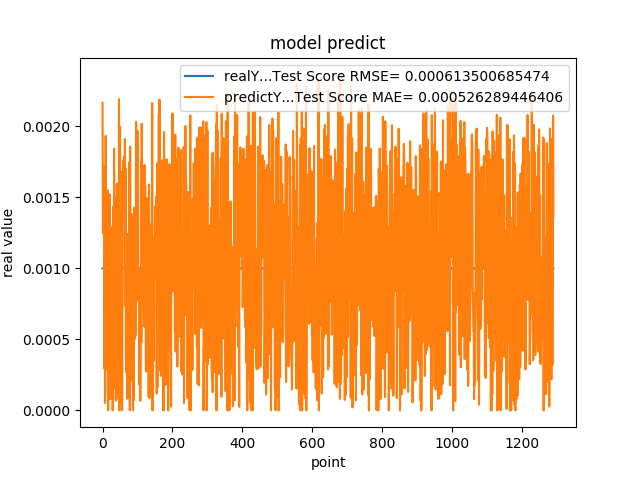 model predict
realY...Test Score RMSE= 0.000613500685474
predictY...Test Score MAE= 0.000526289446406
0.0020
0.0015
0.0010
0.0005
0.0000
real value
0 200 400 600 800 1000 1200
point